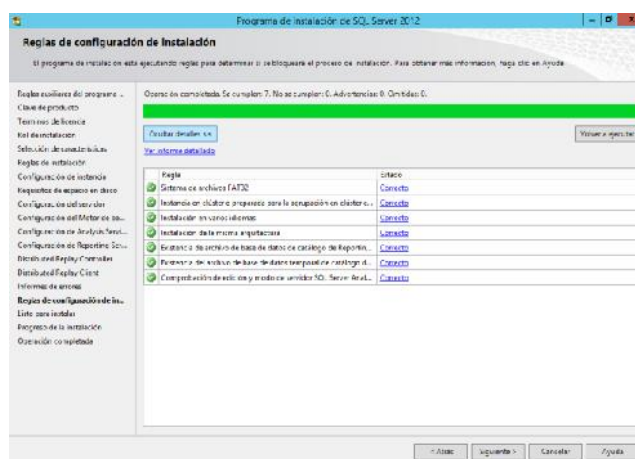 Programa de instalación de SQL Server 2012
Reglas de configuración de instalación
El programa de instalación está ejecutando reglas para determinar si se bloqueará el proceso de instalación. Para obtener más información, haga clic en Ayuda
Reglas auxiliares del programa ...
Clave de producto
Términos de licencia
Rol de instalación
Selección de características
Reglas de instalación
Configuración de instancia
Requisitos de espacio en disco
Configuración del servidor
Configuración del Motor de ba...
Configuración de Analysis Servi...
Configuración de Reporting Ser...
Distributed Replay Controller
Distributed Replay Client
Informes de errores
Reglas de configuración de in...
Listo para instalar
Progreso de la instalación
Operación completada
Operación completada. Se cumplen: 7. No se cumplen: 0. Advertencias: 0. Omitidas: 0.
Ocultar detalles <<
Volver a ejecutar
Ver informe detallado
Regla Estado
Sistema de archivos FAT32 Correcto
Instancia en clúster o preparada para la agrupación en clústere... Correcto
Instalación en varios idiomas Correcto
Instalación de la misma arquitectura Correcto
Existencia de archivo de base de datos de catálogo de Reportin... Correcto
Existencia del archivo de base de datos temporal de catálogo d... Correcto
Comprobación de edición y modo de servidor SQL Server Anal... Correcto
< Atrás Siguiente > Cancelar Ayuda